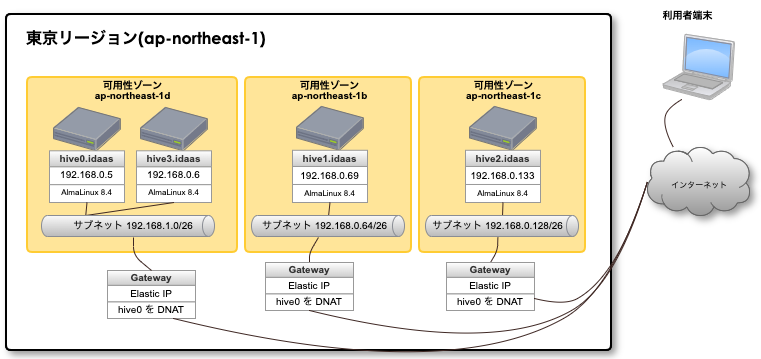 利用者端末
東京リージョン(ap-northeast-1)
可用性ゾーン
ap-northeast-1d
hive0.idaas
192.168.0.5
AlmaLinux 8.4
hive3.idaas
192.168.0.6
AlmaLinux 8.4
サブネット 192.168.1.0/26
可用性ゾーン
ap-northeast-1b
hive1.idaas
192.168.0.69
AlmaLinux 8.4
サブネット 192.168.0.64/26
可用性ゾーン
ap-northeast-1c
hive2.idaas
192.168.0.133
AlmaLinux 8.4
サブネット 192.168.0.128/26
インターネット
Gateway
Elastic IP
hive0 を DNAT
Gateway
Elastic IP
hive0 を DNAT
Gateway
Elastic IP
hive0 を DNAT